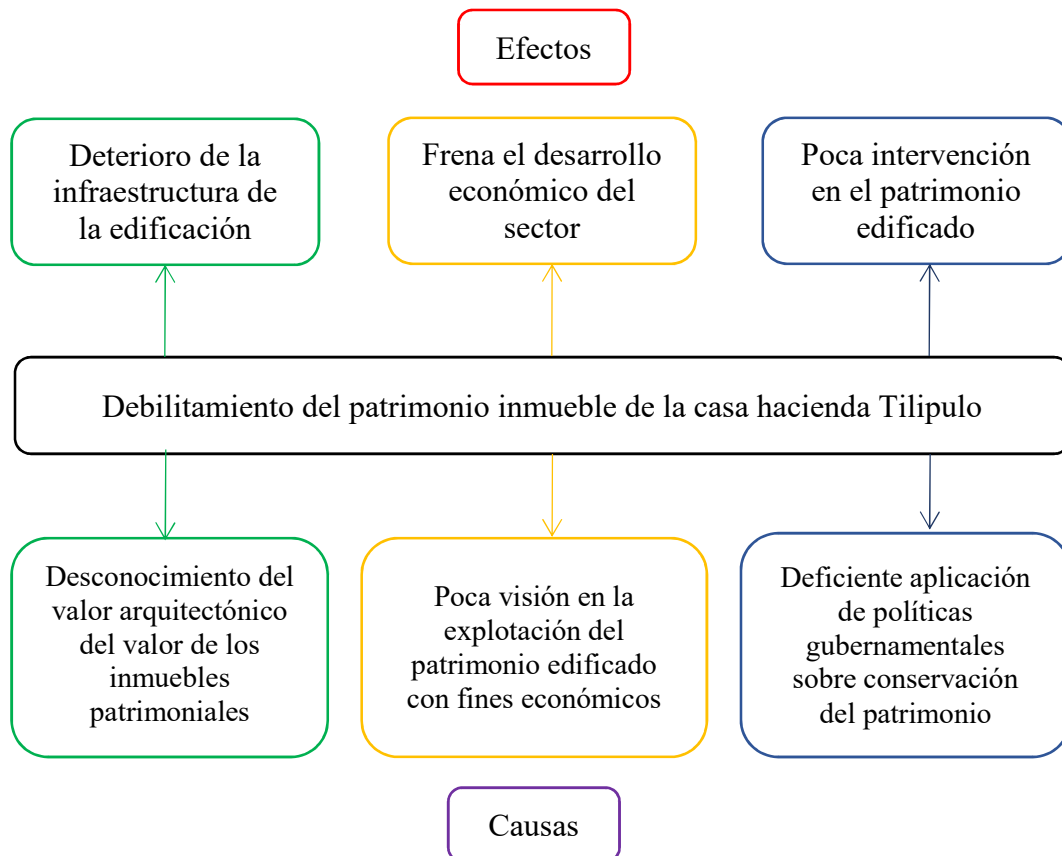 Efectos
Deterioro de la
infraestructura de
la edificación
Frena el desarrollo
económico del
sector
Poca intervención
en el patrimonio
edificado
Debilitamiento del patrimonio inmueble de la casa hacienda Tilipulo
Desconocimiento del
valor arquitectónico
del valor de los
inmuebles
patrimoniales
Poca visión en la
explotación del
patrimonio edificado
con fines económicos
Deficiente aplicación
de políticas
gubernamentales
sobre conservación
del patrimonio
Causas